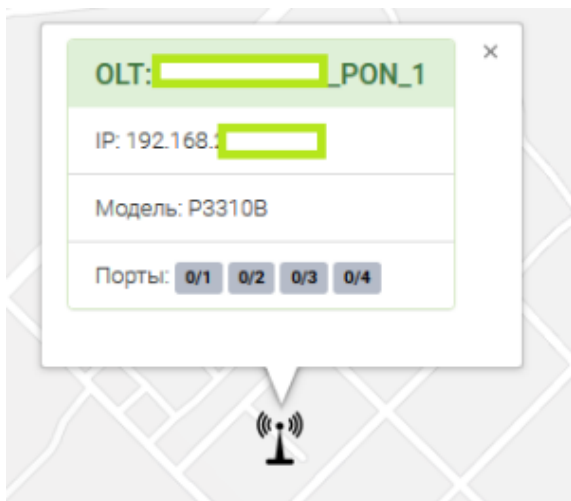 ×
OLT: _PON_1
IP: 192.168.
Модель: P3310B
Порты: 0/1 0/2 0/3 0/4